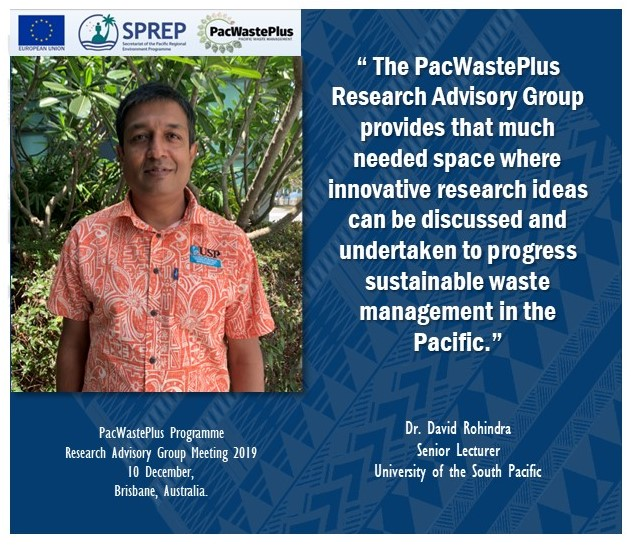 EUROPEAN UNION
SPREP
Secretariat of the Pacific Regional
Environment Programme
PacWastePlus
PACIFIC WASTE MANAGEMENT
USP
“ The PacWastePlus
Research Advisory Group
provides that much
needed space where
innovative research ideas
can be discussed and
undertaken to progress
sustainable waste
management in the
Pacific.”
PacWastePlus Programme
Research Advisory Group Meeting 2019
10 December,
Brisbane, Australia.
Dr. David Rohindra
Senior Lecturer
University of the South Pacific